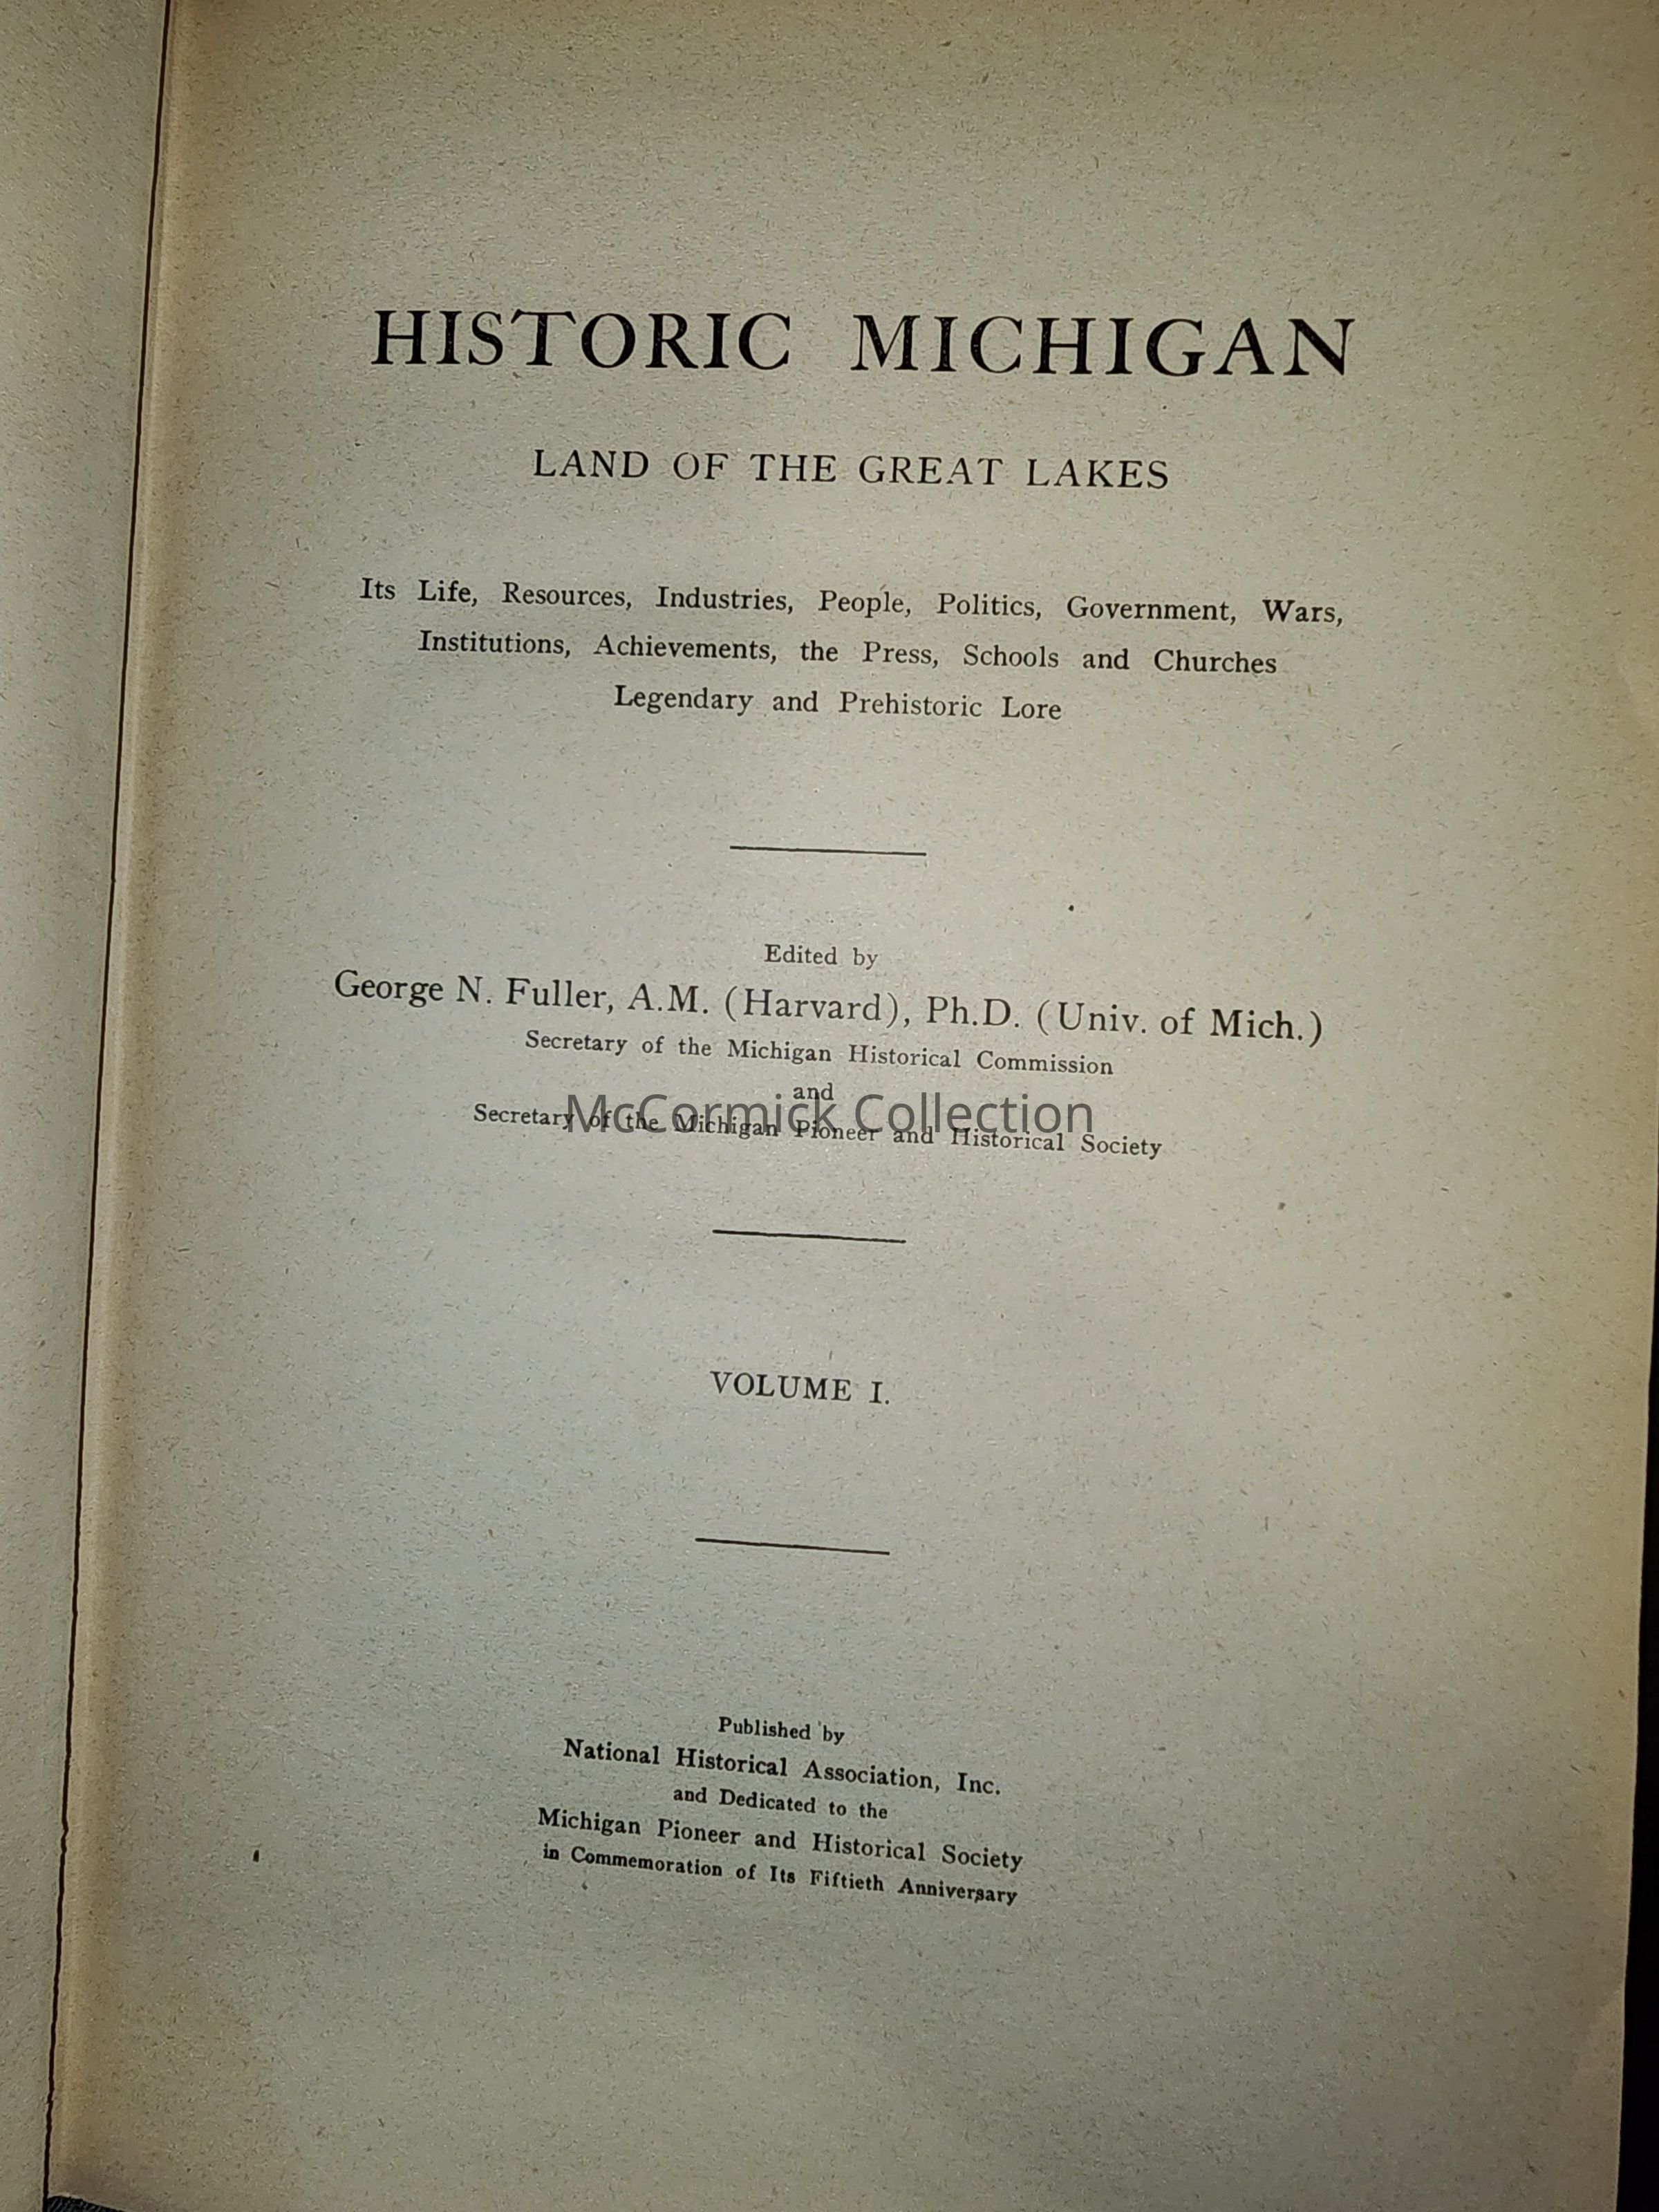 HISTORIC MICHIGAN
LAND OF THE GREAT LAKES
Its Life, Resources, Industries, People, Politics, Government, Wars,
Institutions, Achievements, the Press, Schools and Churches
Legendary and Prehistoric Lore
Edited by
George N. Fuller, A.M. (Harvard), Ph.D. (Univ. of Mich.)
Secretary of the Michigan Historical Commission
and
McCormick Collection
Secretary of the Michigan Pioneer and Historical Society
VOLUME I.
Published by
National Historical Association, Inc.
and Dedicated to the
Michigan Pioneer and Historical Society
in Commemoration of Its Fiftieth Anniversary